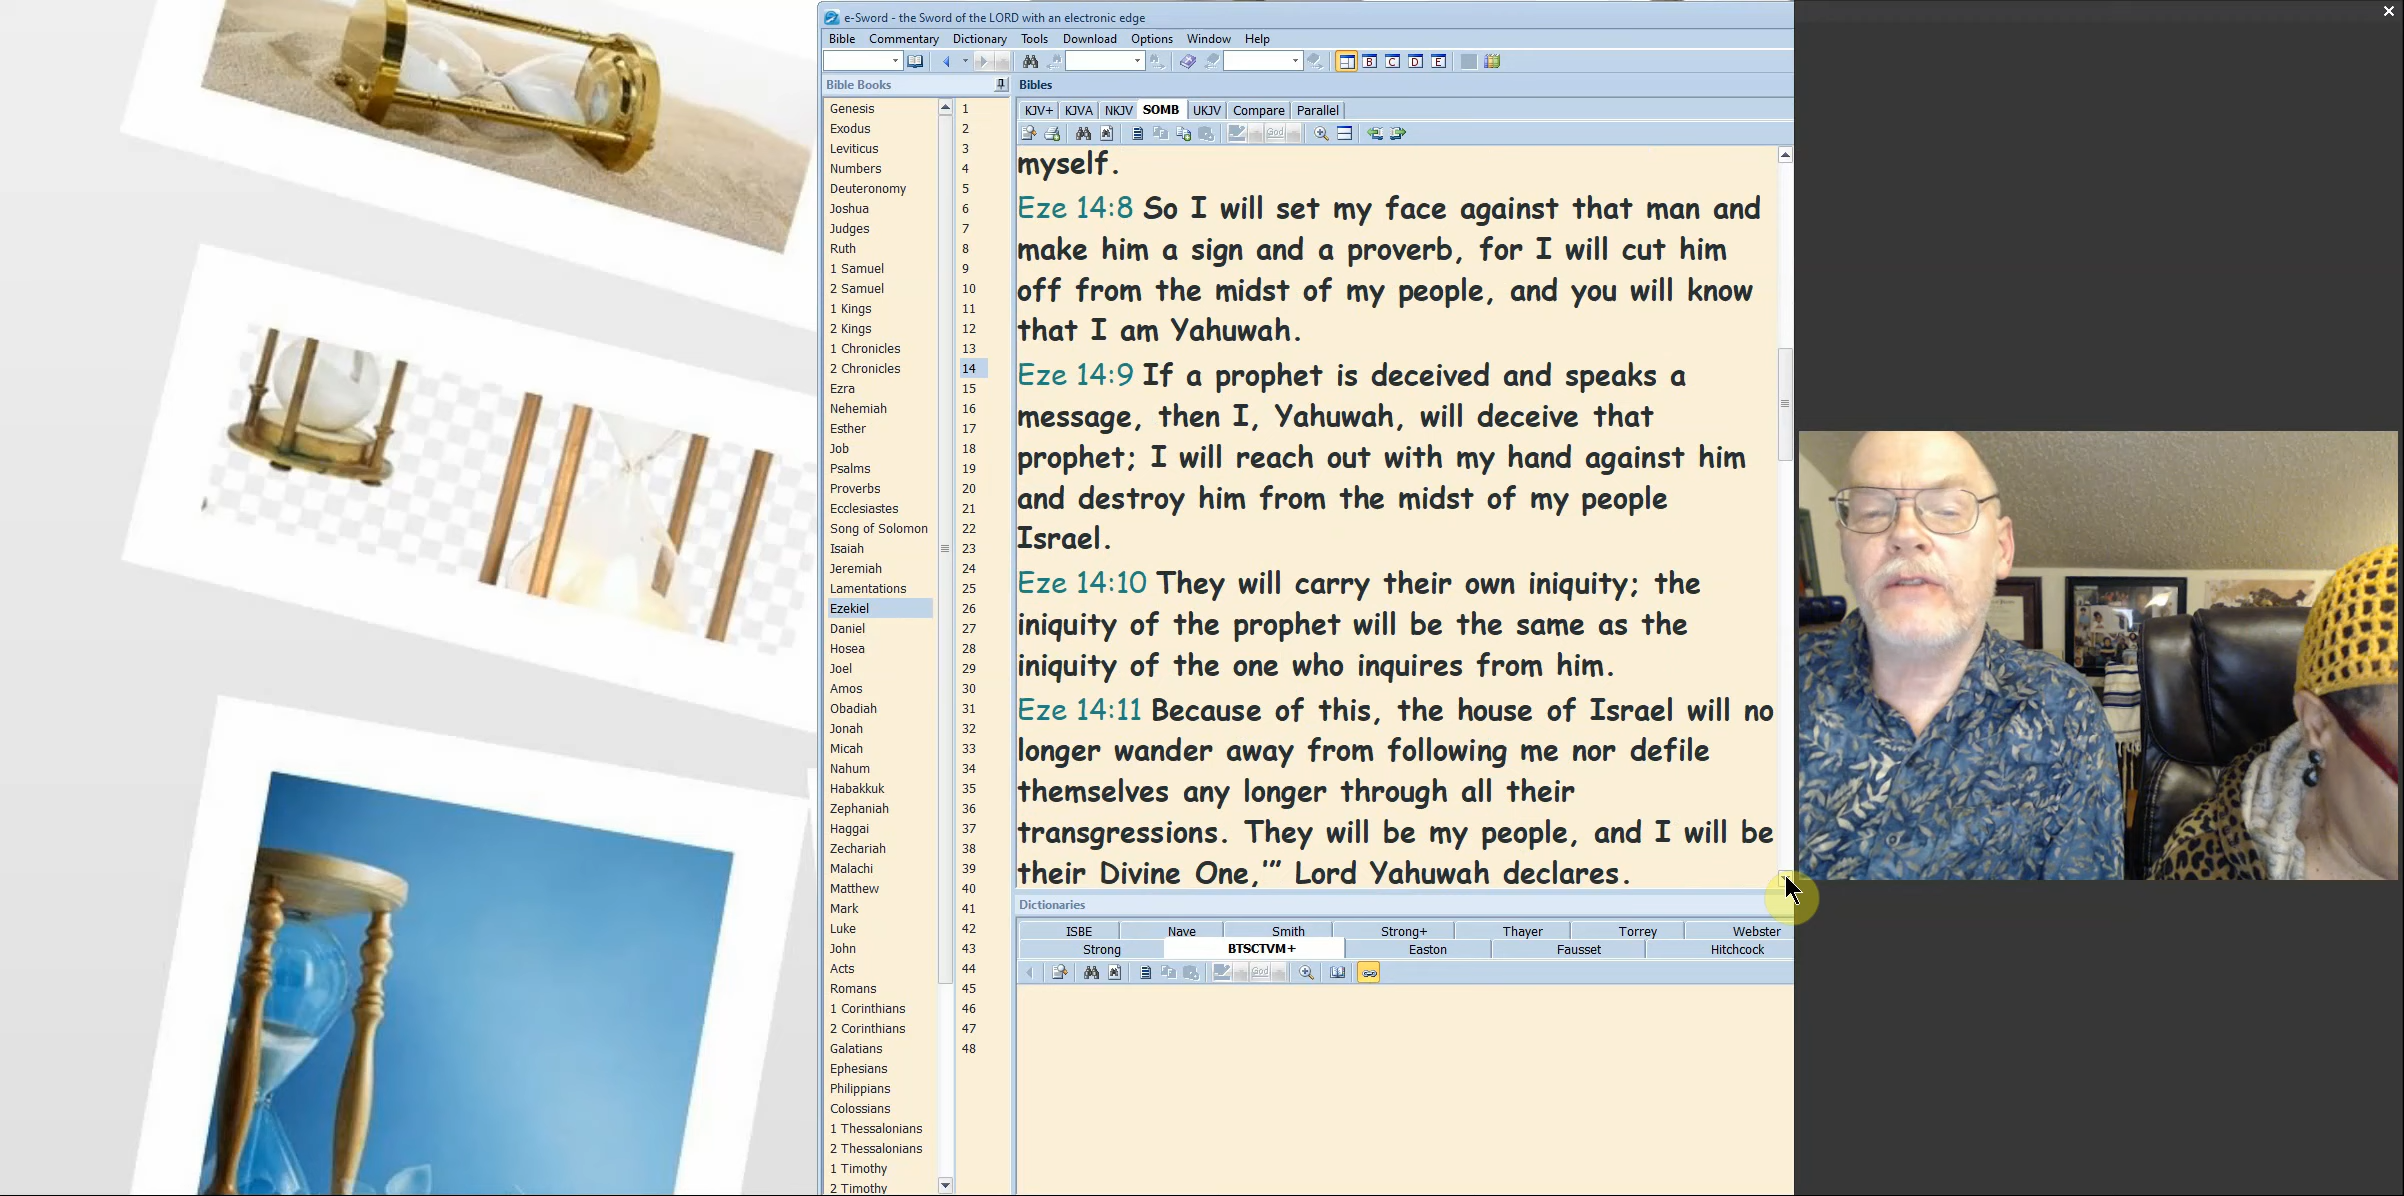 e-Sword - the Sword of the LORD with an electronic edge
Bible Commentary Dictionary Tools Download Options Window Help
B C D E
Bible Books
Bibles
KJV+ KJVA NKJV SOMB UKJV Compare Parallel
God
Genesis
Exodus
Leviticus
Numbers
Deuteronomy
Joshua
Judges
Ruth
1 Samuel
2 Samuel
1 Kings
2 Kings
1 Chronicles
2 Chronicles
Ezra
Nehemiah
Esther
Job
Psalms
Proverbs
Ecclesiastes
Song of Solomon
Isaiah
Jeremiah
Lamentations
Ezekiel
Daniel
Hosea
Joel
Amos
Obadiah
Jonah
Micah
Nahum
Habakkuk
Zephaniah
Haggai
Zechariah
Malachi
Matthew
Mark
Luke
John
Acts
Romans
1 Corinthians
2 Corinthians
Galatians
Ephesians
Philippians
Colossians
1 Thessalonians
2 Thessalonians
1 Timothy
2 Timothy
1
2
3
4
5
6
7
8
9
10
11
12
13
14
15
16
17
18
19
20
21
22
23
24
25
26
27
28
29
30
31
32
33
34
35
36
37
38
39
40
41
42
43
44
45
46
47
48
myself.
Eze 14:8 So I will set my face against that man and
make him a sign and a proverb, for I will cut him
off from the midst of my people, and you will know
that I am Yahuwah.
Eze 14:9 If a prophet is deceived and speaks a
message, then I, Yahuwah, will deceive that
prophet; I will reach out with my hand against him
and destroy him from the midst of my people
Israel.
Eze 14:10 They will carry their own iniquity; the
iniquity of the prophet will be the same as the
iniquity of the one who inquires from him.
Eze 14:11 Because of this, the house of Israel will no
longer wander away from following me nor defile
themselves any longer through all their
transgressions. They will be my people, and I will be
their Divine One,'” Lord Yahuwah declares.
Dictionaries
ISBE Nave Smith Strong+ Thayer Torrey Webster
Strong BTSCTVM+ Easton Fausset Hitchcock
God